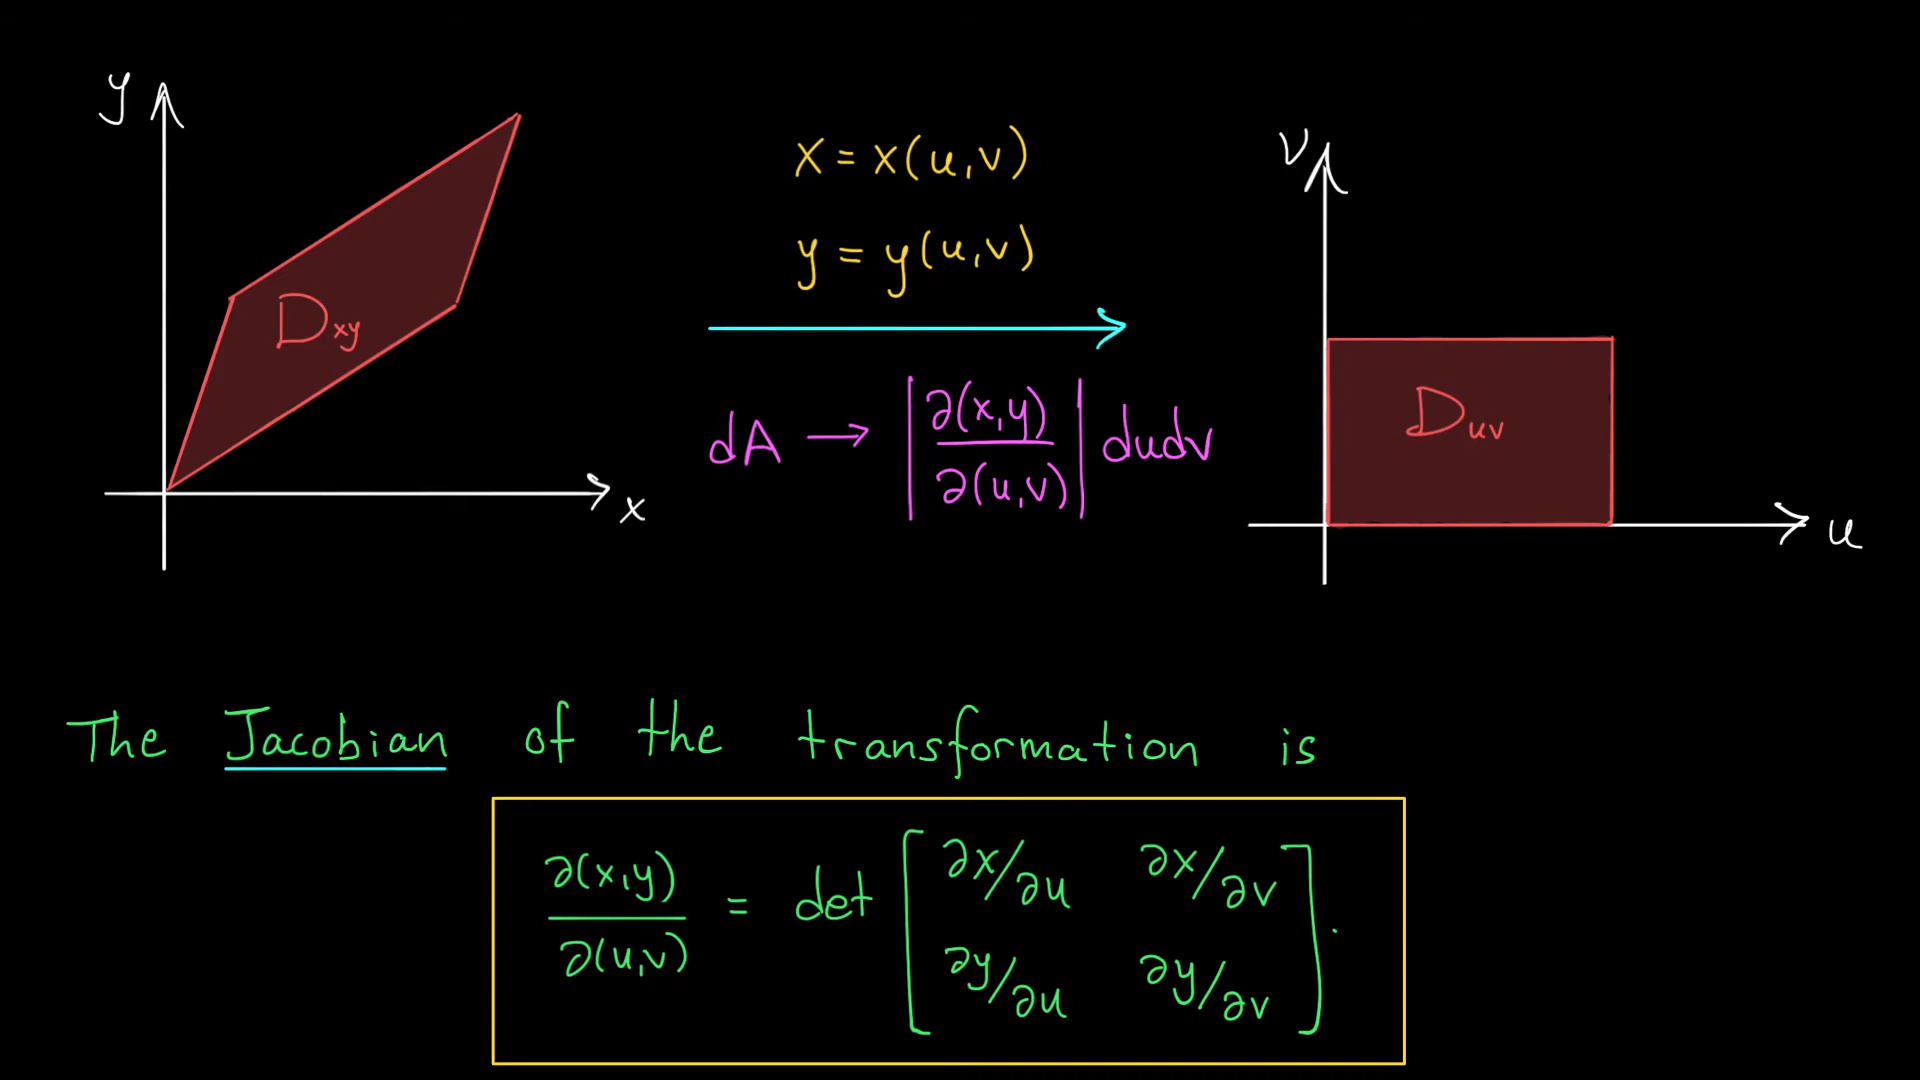 y
x
D_xy
x = x(u,v)
y = y(u,v)
dA → |∂(x,y)/∂(u,v)| dudv
v
u
D_uv
The Jacobian of the transformation is
∂(x,y)/∂(u,v) = det [ ∂x/∂u ∂x/∂v
∂y/∂u ∂y/∂v ].